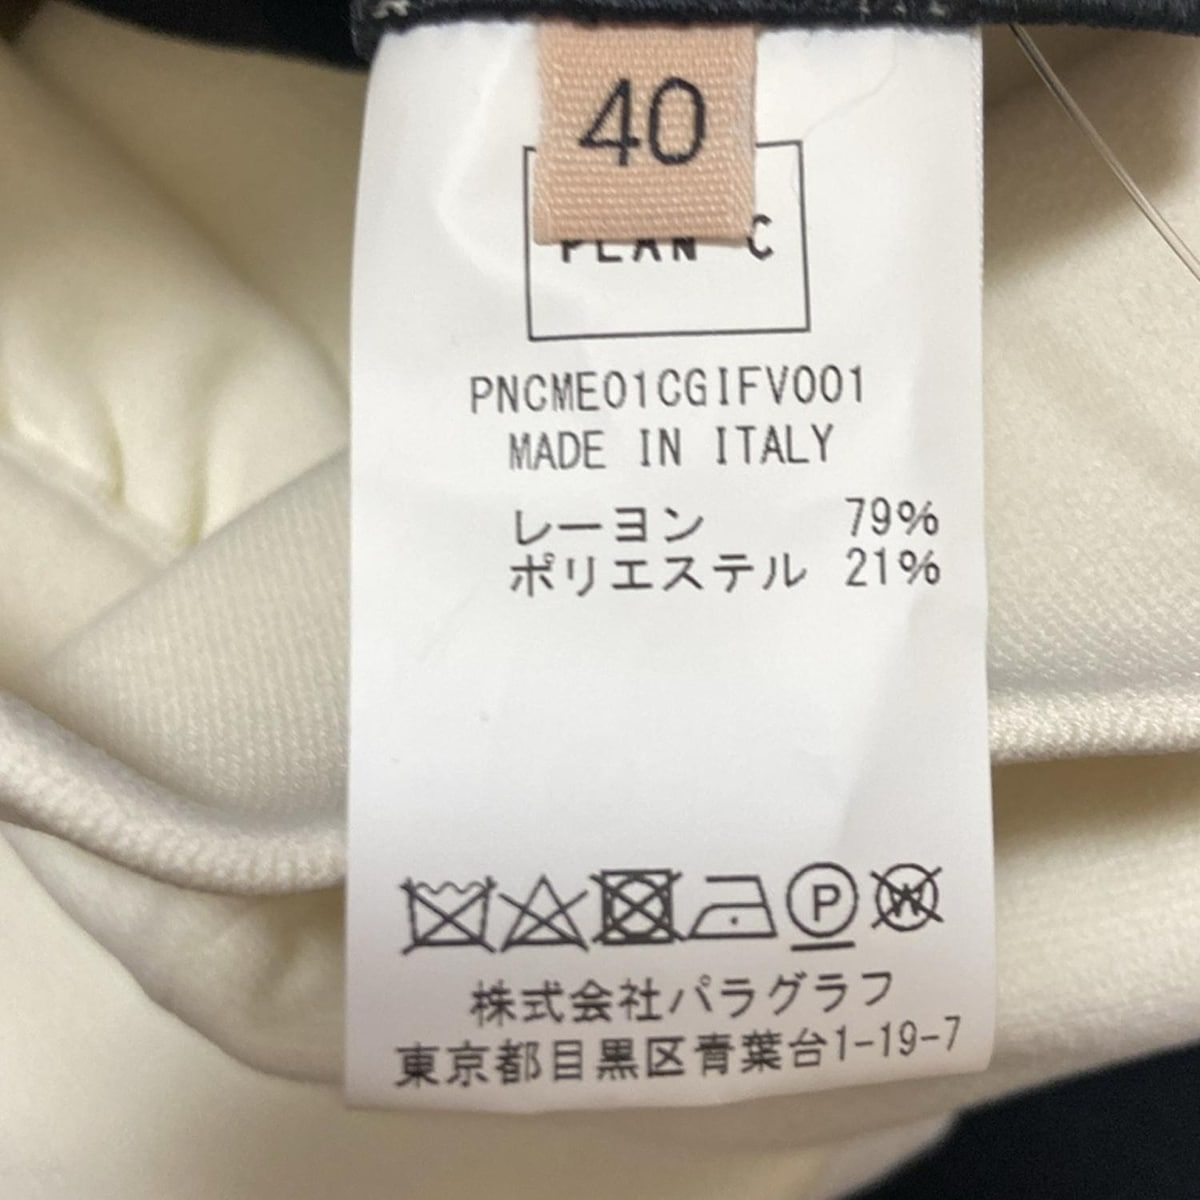 40
PLAN C
PNCME01CGIFV001
MADE IN ITALY
レーヨン 79%
ポリエステル 21%
P W
株式会社パラグラフ
東京都目黒区青葉台1-19-7